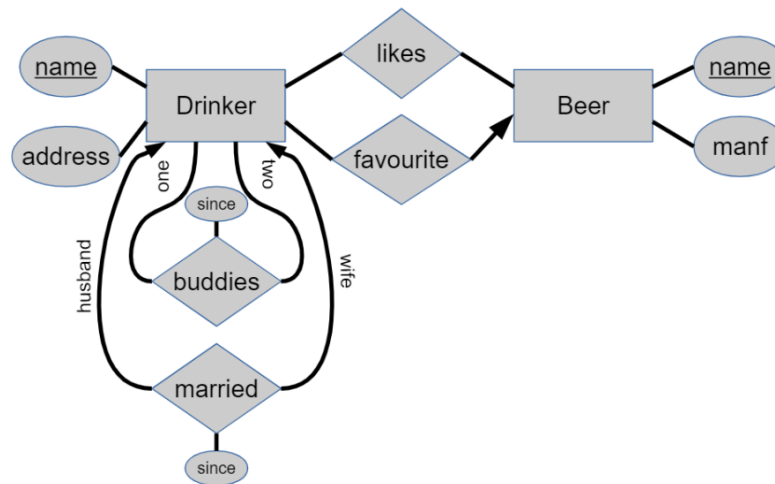 likes
name
Drinker
Beer
name
address
favourite
manf
one
two
since
husband
buddies
wife
married
since